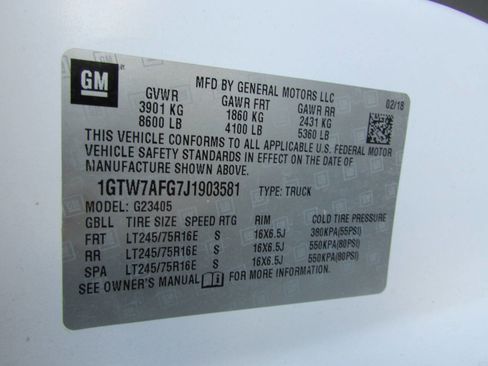 GM
MFD BY GENERAL MOTORS LLC
02/18
GVWR GAWR FRT GAWR RR
3901 KG 1860 KG 2431 KG
8600 LB 4100 LB 5360 LB
THIS VEHICLE CONFORMS TO ALL APPLICABLE U.S. FEDERAL MOTOR
VEHICLE SAFETY STANDARDS IN EFFECT ON THE DATE OF
MANUFACTURE SHOWN ABOVE.
1GTW7AFG7J1903581 TYPE: TRUCK
MODEL: G23405
GBLL TIRE SIZE SPEED RTG RIM COLD TIRE PRESSURE
FRT LT245/75R16E S 16X6.5J 380KPA(55PSI)
RR LT245/75R16E S 16X6.5J 550KPA(80PSI)
SPA LT245/75R16E S 16X6.5J 550KPA(80PSI)
SEE OWNER'S MANUAL FOR MORE INFORMATION